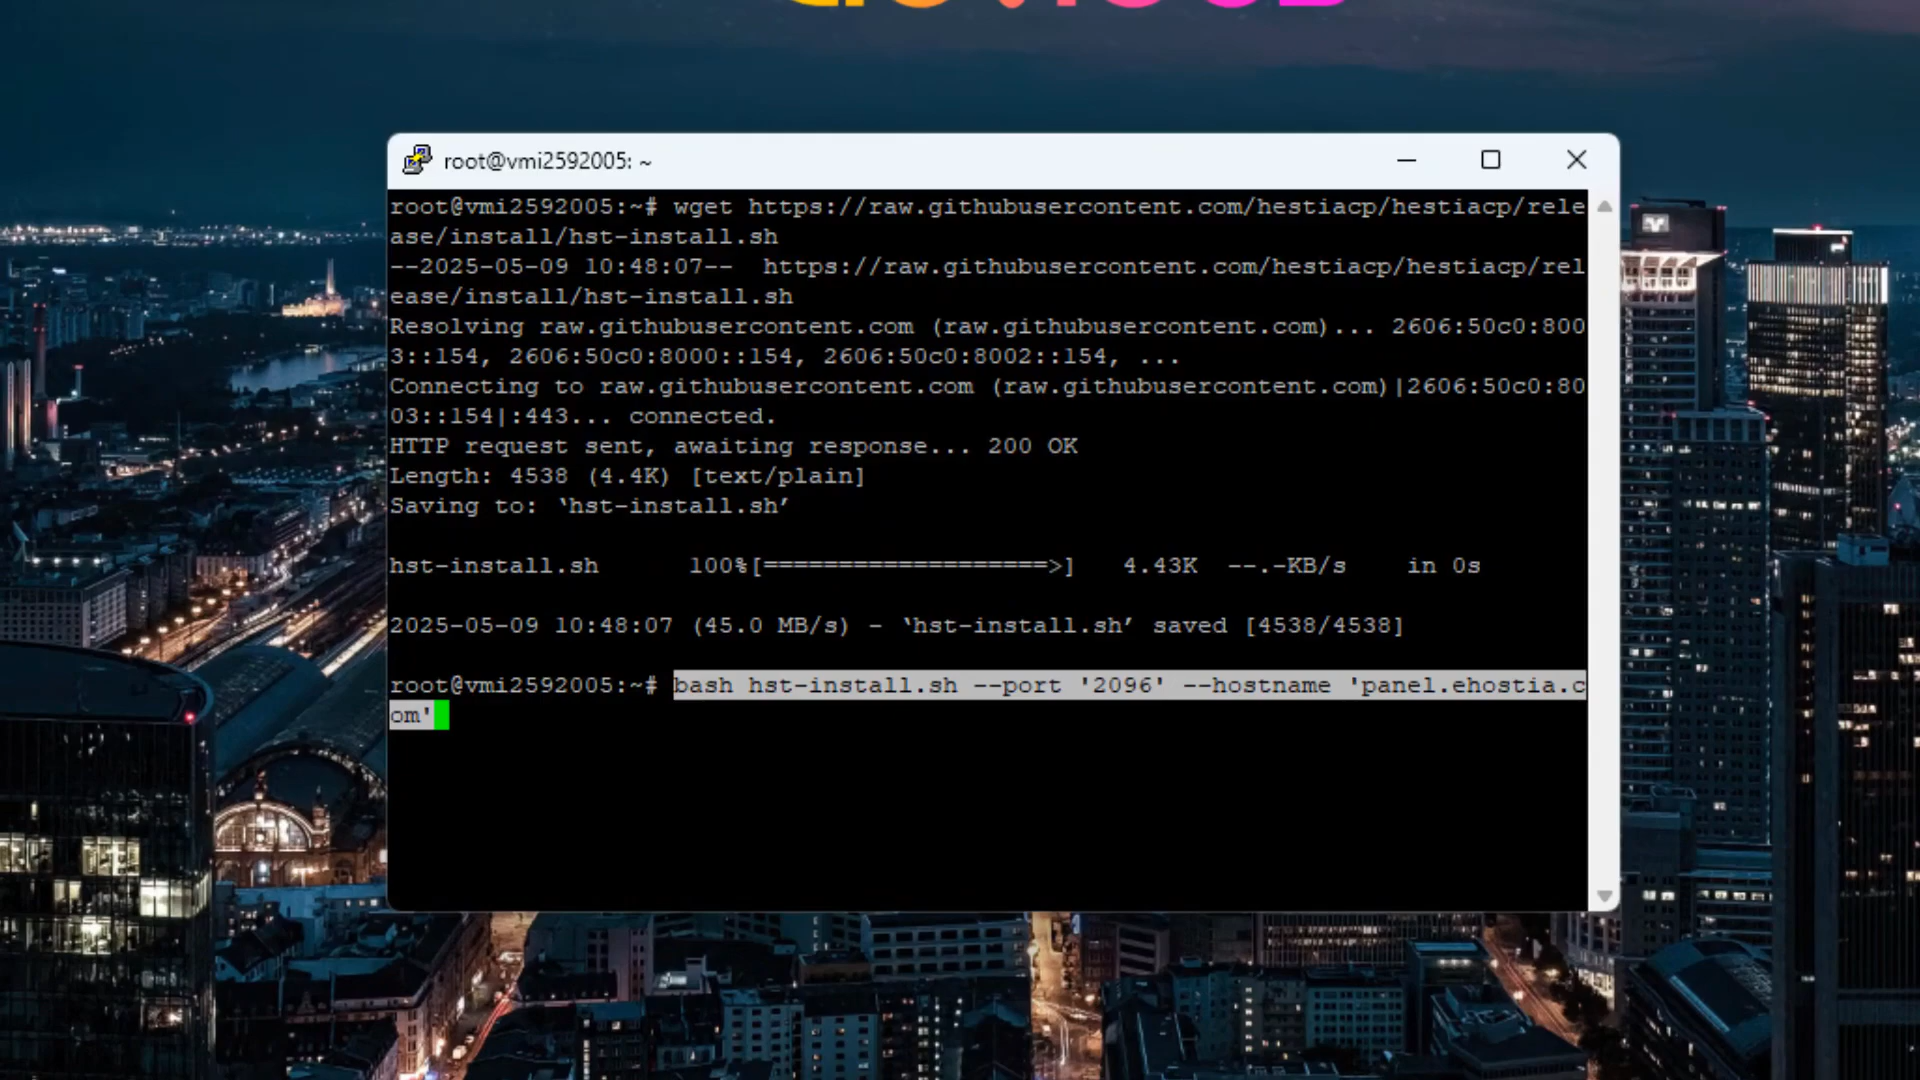 root@vmi2592005: ~
root@vmi2592005:~# wget https://raw.githubusercontent.com/hestiacp/hestiacp/rele
ase/install/hst-install.sh
--2025-05-09 10:48:07--  https://raw.githubusercontent.com/hestiacp/hestiacp/rel
ease/install/hst-install.sh
Resolving raw.githubusercontent.com (raw.githubusercontent.com)... 2606:50c0:800
3::154, 2606:50c0:8000::154, 2606:50c0:8002::154, ...
Connecting to raw.githubusercontent.com (raw.githubusercontent.com)|2606:50c0:80
03::154|:443... connected.
HTTP request sent, awaiting response... 200 OK
Length: 4538 (4.4K) [text/plain]
Saving to: ‘hst-install.sh’
hst-install.sh      100%[===================>]   4.43K  --.-KB/s    in 0s
2025-05-09 10:48:07 (45.0 MB/s) - ‘hst-install.sh’ saved [4538/4538]
root@vmi2592005:~# bash hst-install.sh --port '2096' --hostname 'panel.ehostia.c
om'